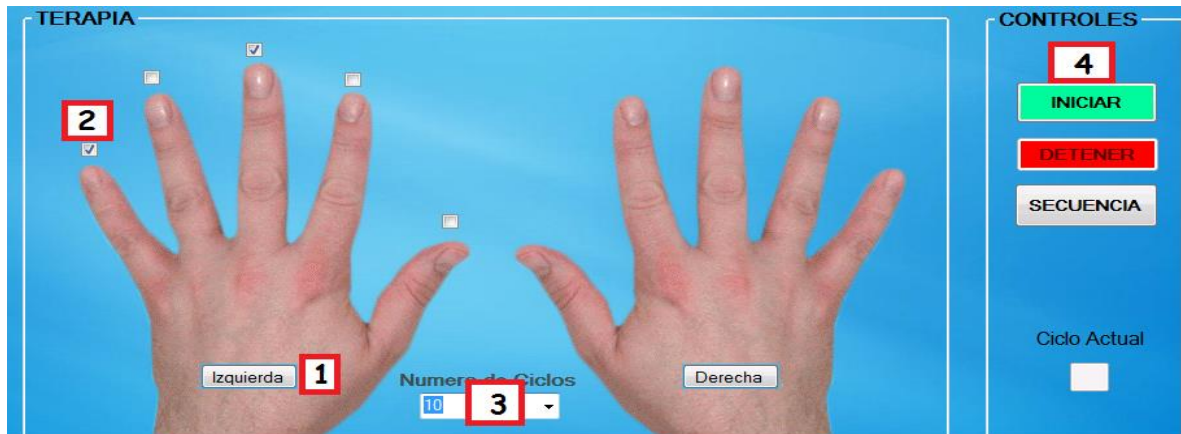 TERAPIA
CONTROLES
4
INICIAR
2
DETENER
SECUENCIA
Ciclo Actual
Izquierda
1
Numero de Ciclos
Derecha
10
3